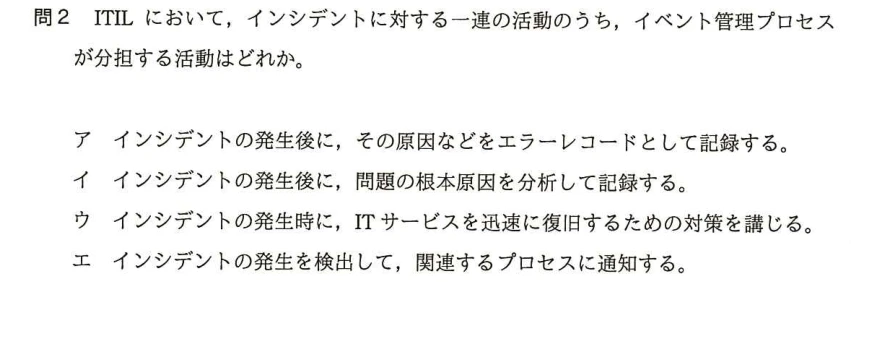 問2 ITIL において，インシデントに対する一連の活動のうち，イベント管理プロセス
が分担する活動はどれか。
ア インシデントの発生後に，その原因などをエラーレコードとして記録する。
イ インシデントの発生後に，問題の根本原因を分析して記録する。
ウ インシデントの発生時に，ITサービスを迅速に復旧するための対策を講じる。
エ インシデントの発生を検出して，関連するプロセスに通知する。